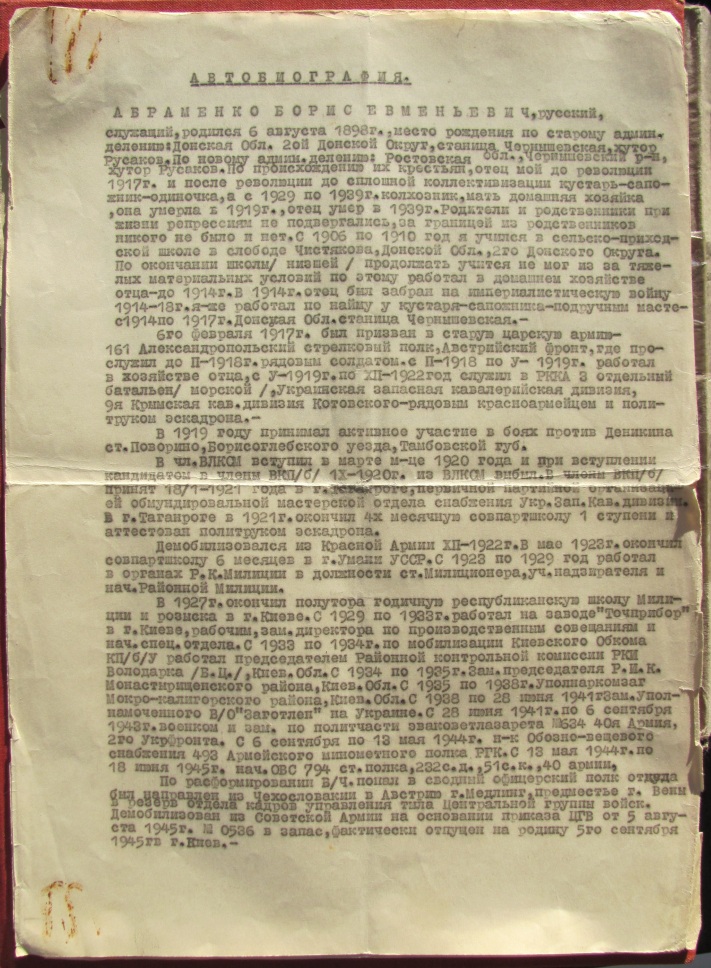 АВТОБИОГРАФИЯ.
АБРАМЕНКО БОРИС ЕВМЕНЬЕВИЧ,русский,
служащий,родился 6 августа 1898г.,место рождения по старому админ.
делению:Донская Обл. 2ой Донской Округ,станица Чернишевская,хутор
Русаков.По новому админ.делению: Ростовская обл.,Чернишевский р-н,
хутор Русаков.По происхождению их крестьян,отец мой до революции
1917г. и после революции до сплошной коллективизации кустарь-сапо-
жник-одиночка,а с 1929 по 1939г.колхозник,мать домашняя хозяйка
,она умерла в 1919г.,отец умер в 1939г.Родители и родственники при
жизни репрессиям не подвергались,за границей из родственников
никого не было и нет.С 1906 по 1910 год я учился в сельско-приход-
ской школе в слободе Чистякова,Донской Обл.,2го Донского Округа.
По окончании школы/ низшей / продолжать учится не мог из за тяже-
лых материальных условий по этому работал в домашнем хозяйстве
отца-до 1914г.В 1914г.отец был забран на империалистическую войну
1914-18г.я-же работал по найму у кустаря-сапожника-подручным масте-
с1914по 1917г.Донская Обл.станица Чернишевская.-
6го февраля 1917г. был призван в старую царскую армию-
161 Александропольский стрелковый полк,Австрийский фронт,где про-
служил до П-1918г.рядовым солдатом.с П-1918 по У- 1919г. работал
в хозяйстве отца,с У-1919г.по ХП-1922год служил в РККА 3 отдельный
батальен/ морской /,Украинская запасная кавалерийская дивизия,
9я Крымская кав.дивизия Котовского-рядовым красноармейцем и поли-
труком эскадрона.-
В 1919 году принимал активное участие в боях против Деникина
ст.Поворино,Борисоглебского уезда,Тамбовской губ.
В чл.ВЛКСМ вступил в марте м-це 1920 года и при вступлении
кандидатом в члены ВКП/б/ 1Х-1920г. из ВЛКСМ выбыл.В члены ВКП/б/
принят 18/1-1921 года в г.Таганроге,первичной партийной организаци-
ей обмундировальной мастерской отдела снабжения Укр.Зап.Кав.дивизии.
В г.Таганроге в 1921г.окончил 4х месячную совпартшколу 1 ступени и
аттестован политруком эскадрона.
Демобилизовался из Красной Армии ХП-1922г.В мае 1923г.окончил
совпартшколу 6 месяцев в г.Умани УССР.С 1923 по 1929 год работал
в органах Р.К.Милиции в должности ст.Милиционера,уч.надзирателя и
нач.Районной Милиции.
В 1927г.окончил полутора годичную республиканскую школу Мили-
ции и розиска в г.Киеве.С 1929 по 1933г.работал на заводе"Точприбор"
в г.Киеве,рабочим,зам.директора по производственным совещаниям и
нач.спец.отдела.С 1933 по 1934г.по мобилизации Киевского Обкома
КП/б/У работал председателем Районной контрольной комиссии РКИ
Володарка /Б.Ц./,Киев.Обл.С 1934 по 1935г.Зам.председателя Р.И.К.
Монастирищенского района,Киев.Обл.С 1935 по 1938г.Уполнаркомзаг
Мокро-калигорского района,Киев.Обл.С 1938 по 28 июня 1941гЗам.Упол-
намоченного В/О"Заготлен" на Украине.С 28 июня 1941г.по 6 сентября
1943г.военком и зам. по политчасти эваковетлазарета №634 40я Армия,
2го Укрфронта. С 6 сентября по 13 мая 1944г. н-к Обозно-вещевого
снабжения 493 Армейского минометного полка РГК.С 13 мая 1944г.по
18 июня 1945г. нач.ОВС 794 ст.полка,232с.д.,51с.к.,40 армии,
По расформировании В/Ч.попал в сводный офицерский полк откуда
был направлен из Чехословакии в Австрию г.Медлинг,предместье г. Вены
в резерв отдела кадров управления тыла Центральной группы войск.
Демобилизован из Советской Армии на основании приказа ЦГВ от 5 авгу-
ста 1945г. № 0536 в запас,фактически отпущен на родину 5го сентября
1945гв г.Киев.-